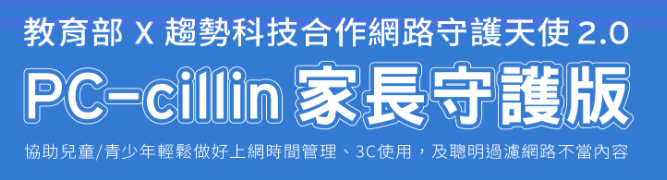 教育部 X 趨勢科技合作網路守護天使 2.0
PC-cillin 家長守護版
協助兒童/青少年輕鬆做好上網時間管理、3C使用，及聰明過濾網路不當內容